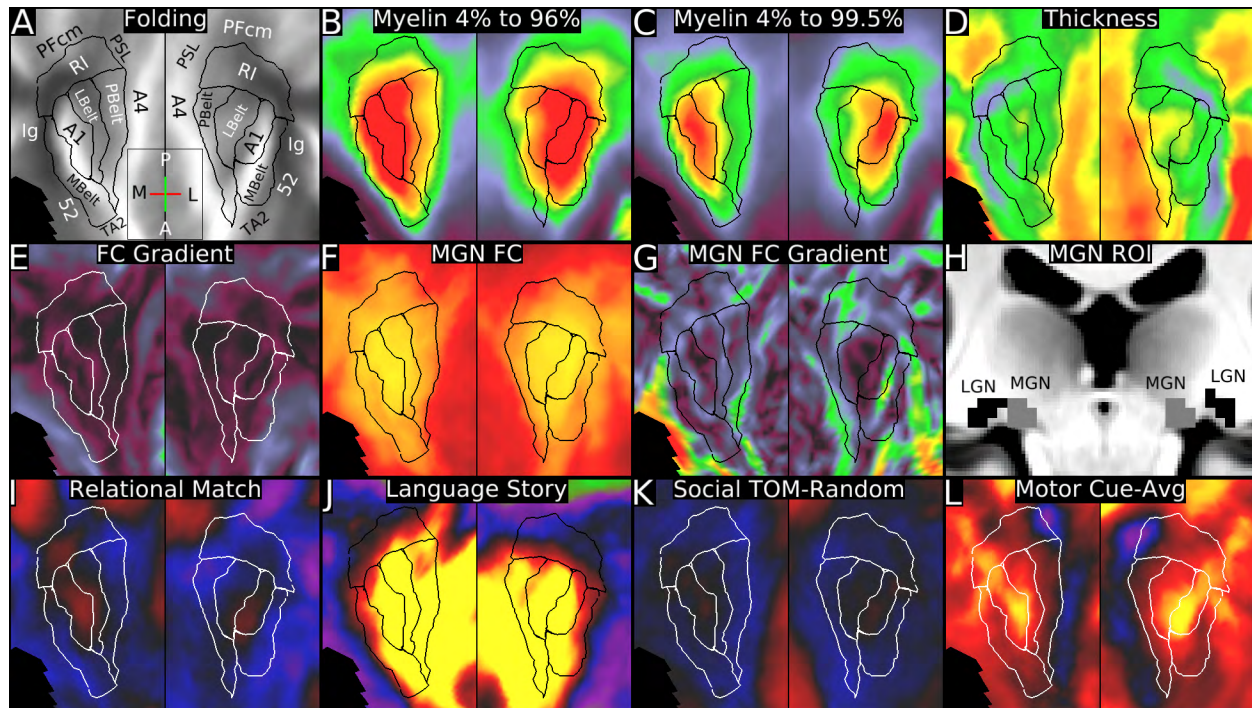 A Folding
B Myelin 4% to 96%
C Myelin 4% to 99.5%
D Thickness
PFcm
PSL
RI
LBelt
PBelt
A4
A1
Ig
MBelt
52
TA2
PFcm
PSL
RI
A4
PBelt
LBelt
A1
Ig
MBelt
52
TA2
P
M L
A
E FC Gradient
F MGN FC
G MGN FC Gradient
H MGN ROI
LGN MGN MGN LGN
I Relational Match
J Language Story
K Social TOM-Random
L Motor Cue-Avg